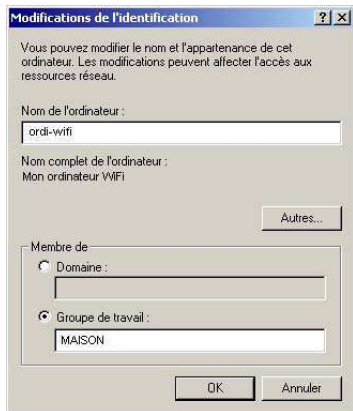 Modifications de l'identification
Vous pouvez modifier le nom et l'appartenance de cet
ordinateur. Les modifications peuvent affecter l'accès aux
ressources réseau.
Nom de l'ordinateur :
ordi-wifi
Nom complet de l'ordinateur :
Mon ordinateur WiFi
Autres...
Membre de
Domaine :
Groupe de travail :
MAISON
OK Annuler